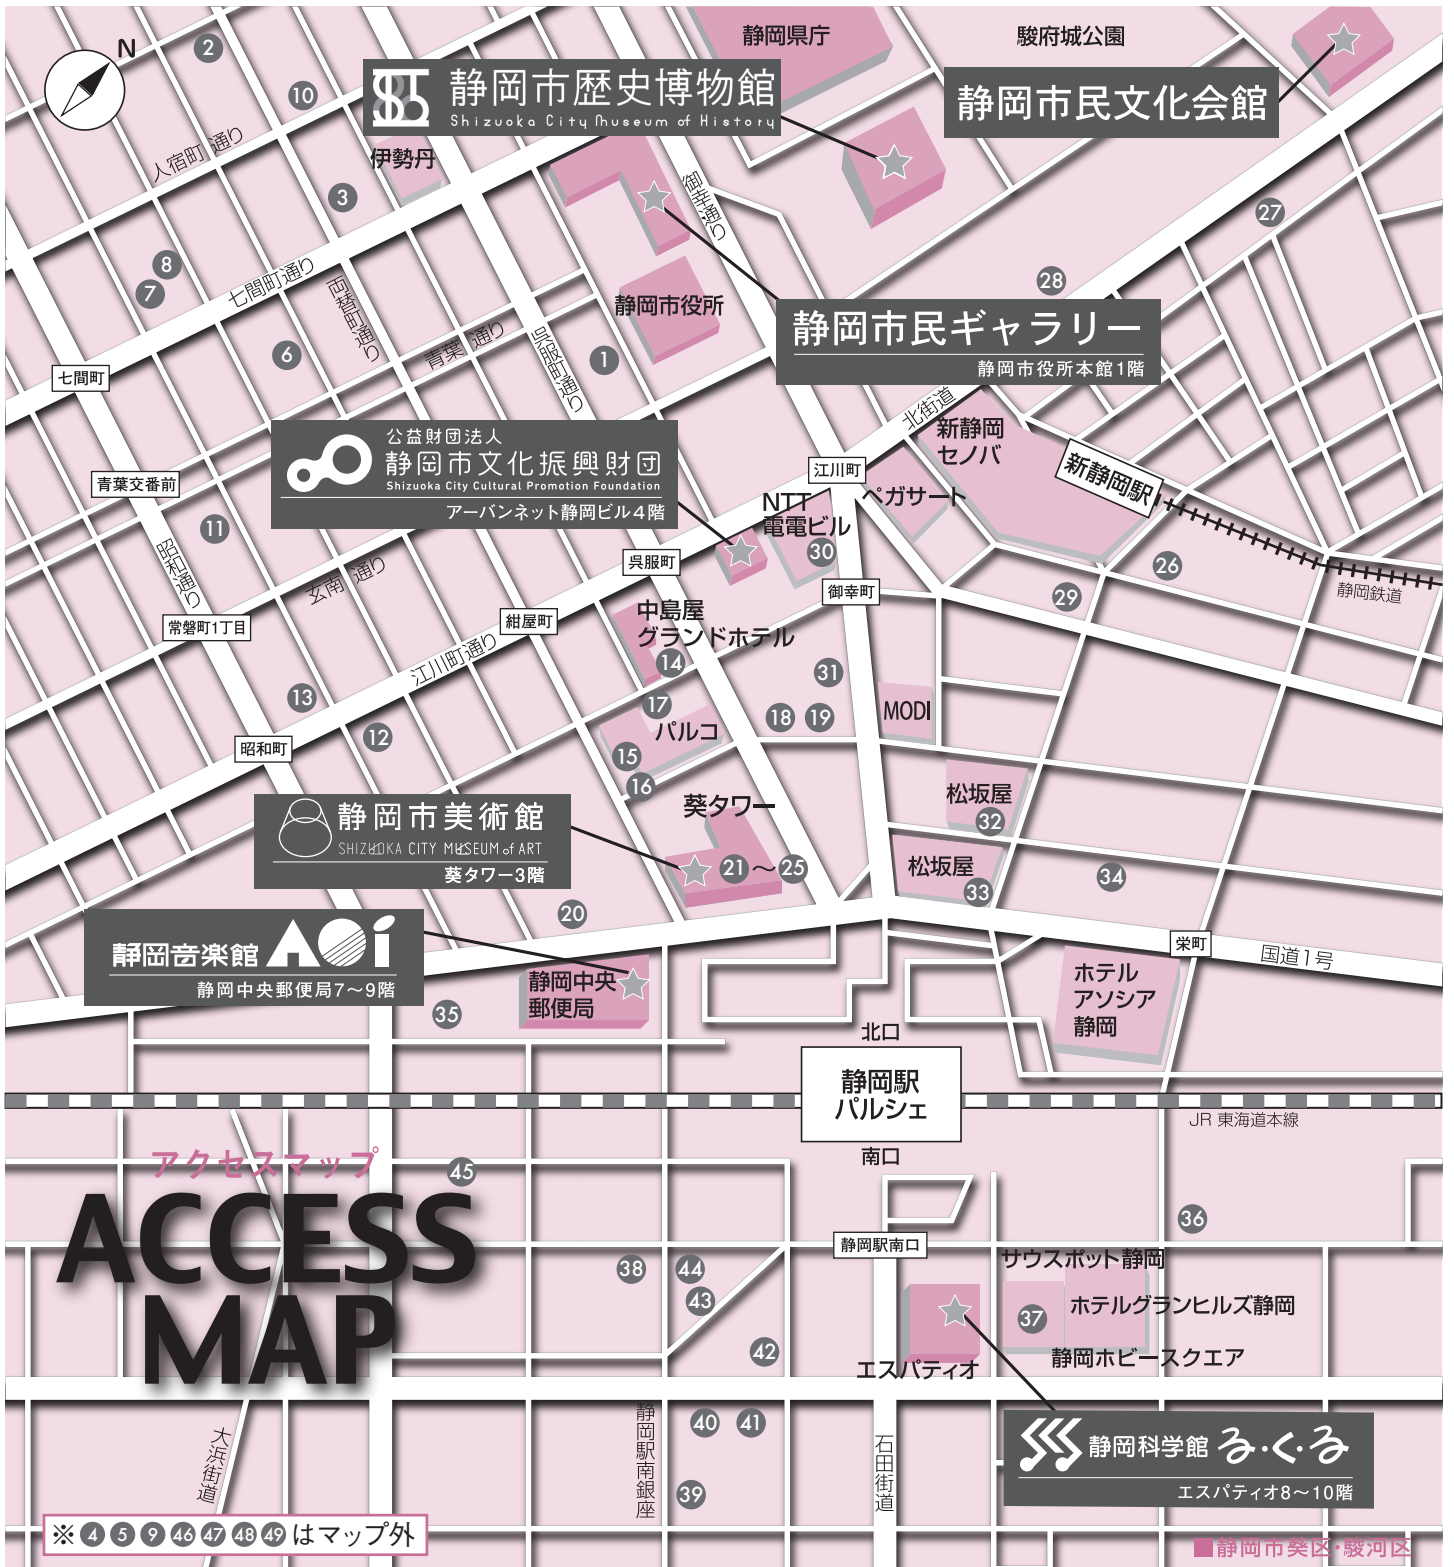 N
2
10
静岡県庁
駿府城公園
静岡市歴史博物館
Shizuoka City Museum of History
静岡市民文化会館
人宿町通り
伊勢丹
3
御幸通り
27
8
7
七間町通り
両替町通り
28
静岡市役所
静岡市民ギャラリー
静岡市役所本館1階
6
青葉通り
呉服町通り
1
七間町
北街道
公益財団法人
静岡市文化振興財団
Shizuoka City Cultural Promotion Foundation
アーバンネット静岡ビル4階
新静岡
セノバ
江川町
新静岡駅
青葉交番前
NTT
電電ビル
30
ペガサート
11
昭和通り
玄南通り
呉服町
御幸町
26
29
静岡鉄道
常磐町1丁目
紺屋町
中島屋
グランドホテル
14
江川町通り
31
13
12
17
パルコ
18
19
MODI
昭和町
15
16
静岡市美術館
SHIZUOKA CITY MUSEUM of ART
葵タワー3階
葵タワー
21～25
松坂屋
32
松坂屋
33
34
20
静岡音楽館 AOi
静岡中央郵便局7～9階
栄町
国道1号
静岡中央
郵便局
ホテル
アソシア
静岡
35
北口
静岡駅
パルシェ
JR 東海道本線
南口
アクセスマップ
ACCESS
MAP
45
36
静岡駅南口
38
44
43
サウスポット静岡
37
ホテルグランヒルズ静岡
42
エスパティオ
静岡ホビースクエア
大浜街道
静岡駅南銀座
40
41
石田街道
静岡科学館 る・く・る
エスパティオ8～10階
39
※ 4 5 9 46 47 48 49 はマップ外
■静岡市葵区・駿河区